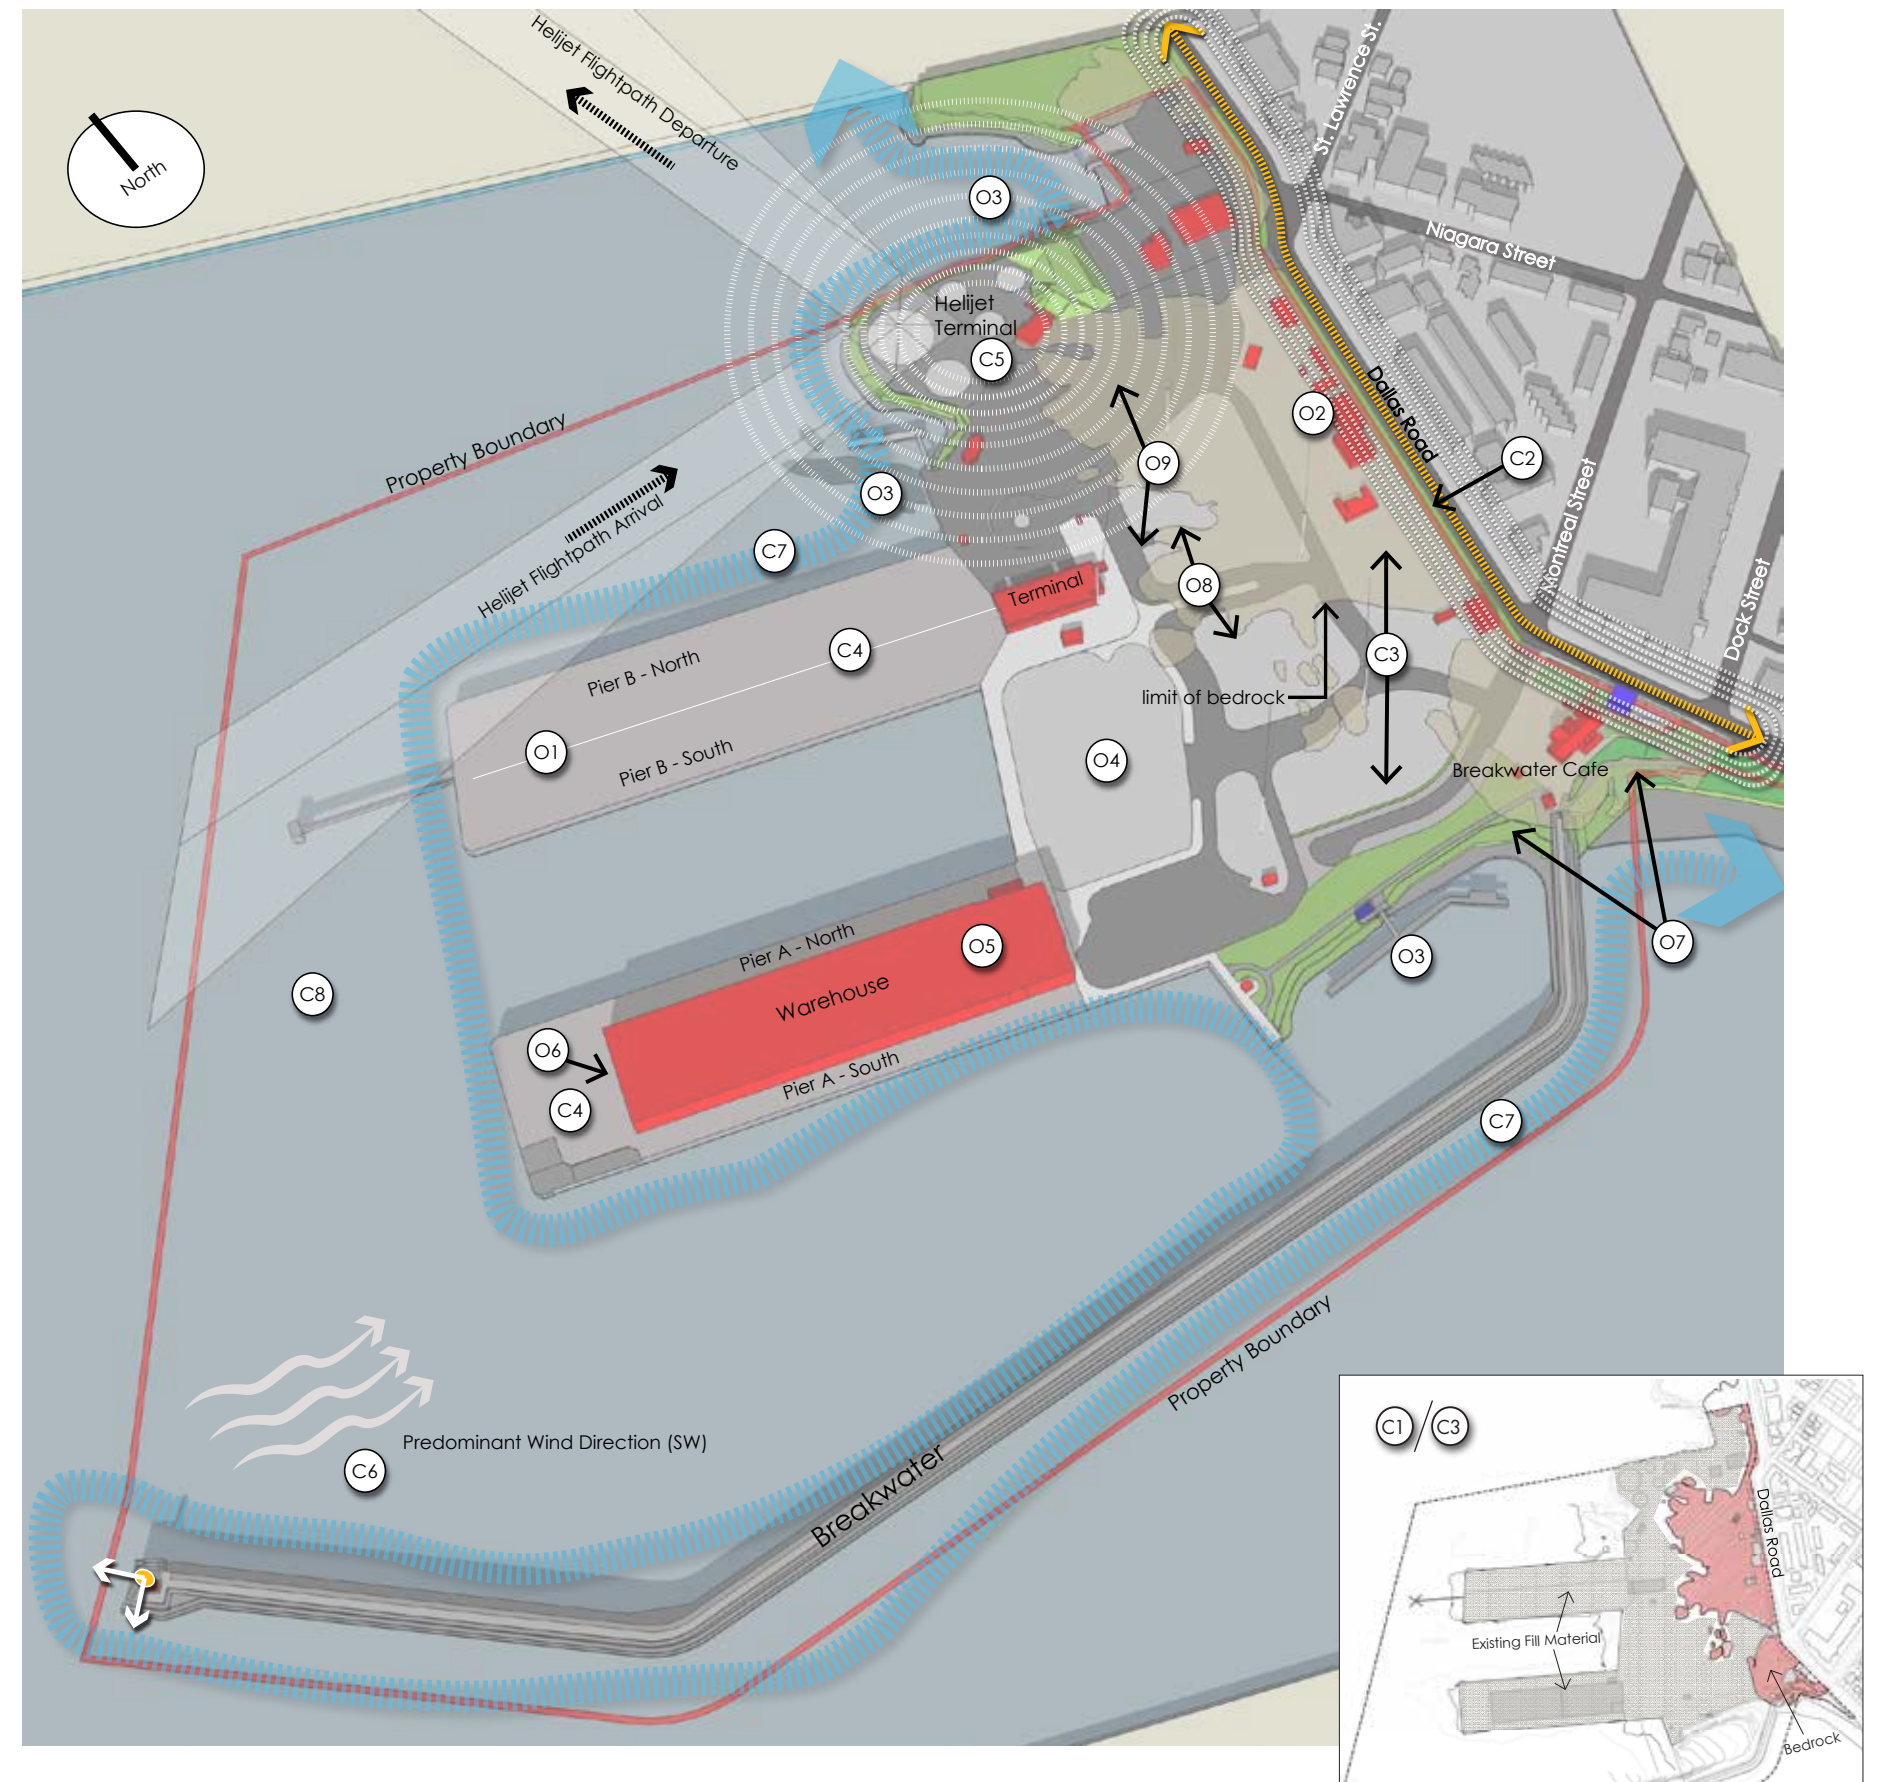 Helijet Flightpath Departure
St. Lawrence St.
North
O3
Niagara Street
Helijet
Terminal
C5
Dallas Road
O2
Property Boundary
C2
O9
O3
Helijet Flightpath Arrival
C7
Montreal Street
Dock Street
O8
Terminal
C4
C3
Pier B - North
limit of bedrock
O1
Pier B - South
O4
Breakwater Cafe
Pier A - North
O5
O7
O3
C8
Warehouse
O6
Pier A - South
C4
C7
Property Boundary
Predominant Wind Direction (SW)
C6
Breakwater
C1 / C3
Dallas Road
Existing Fill Material
Bedrock